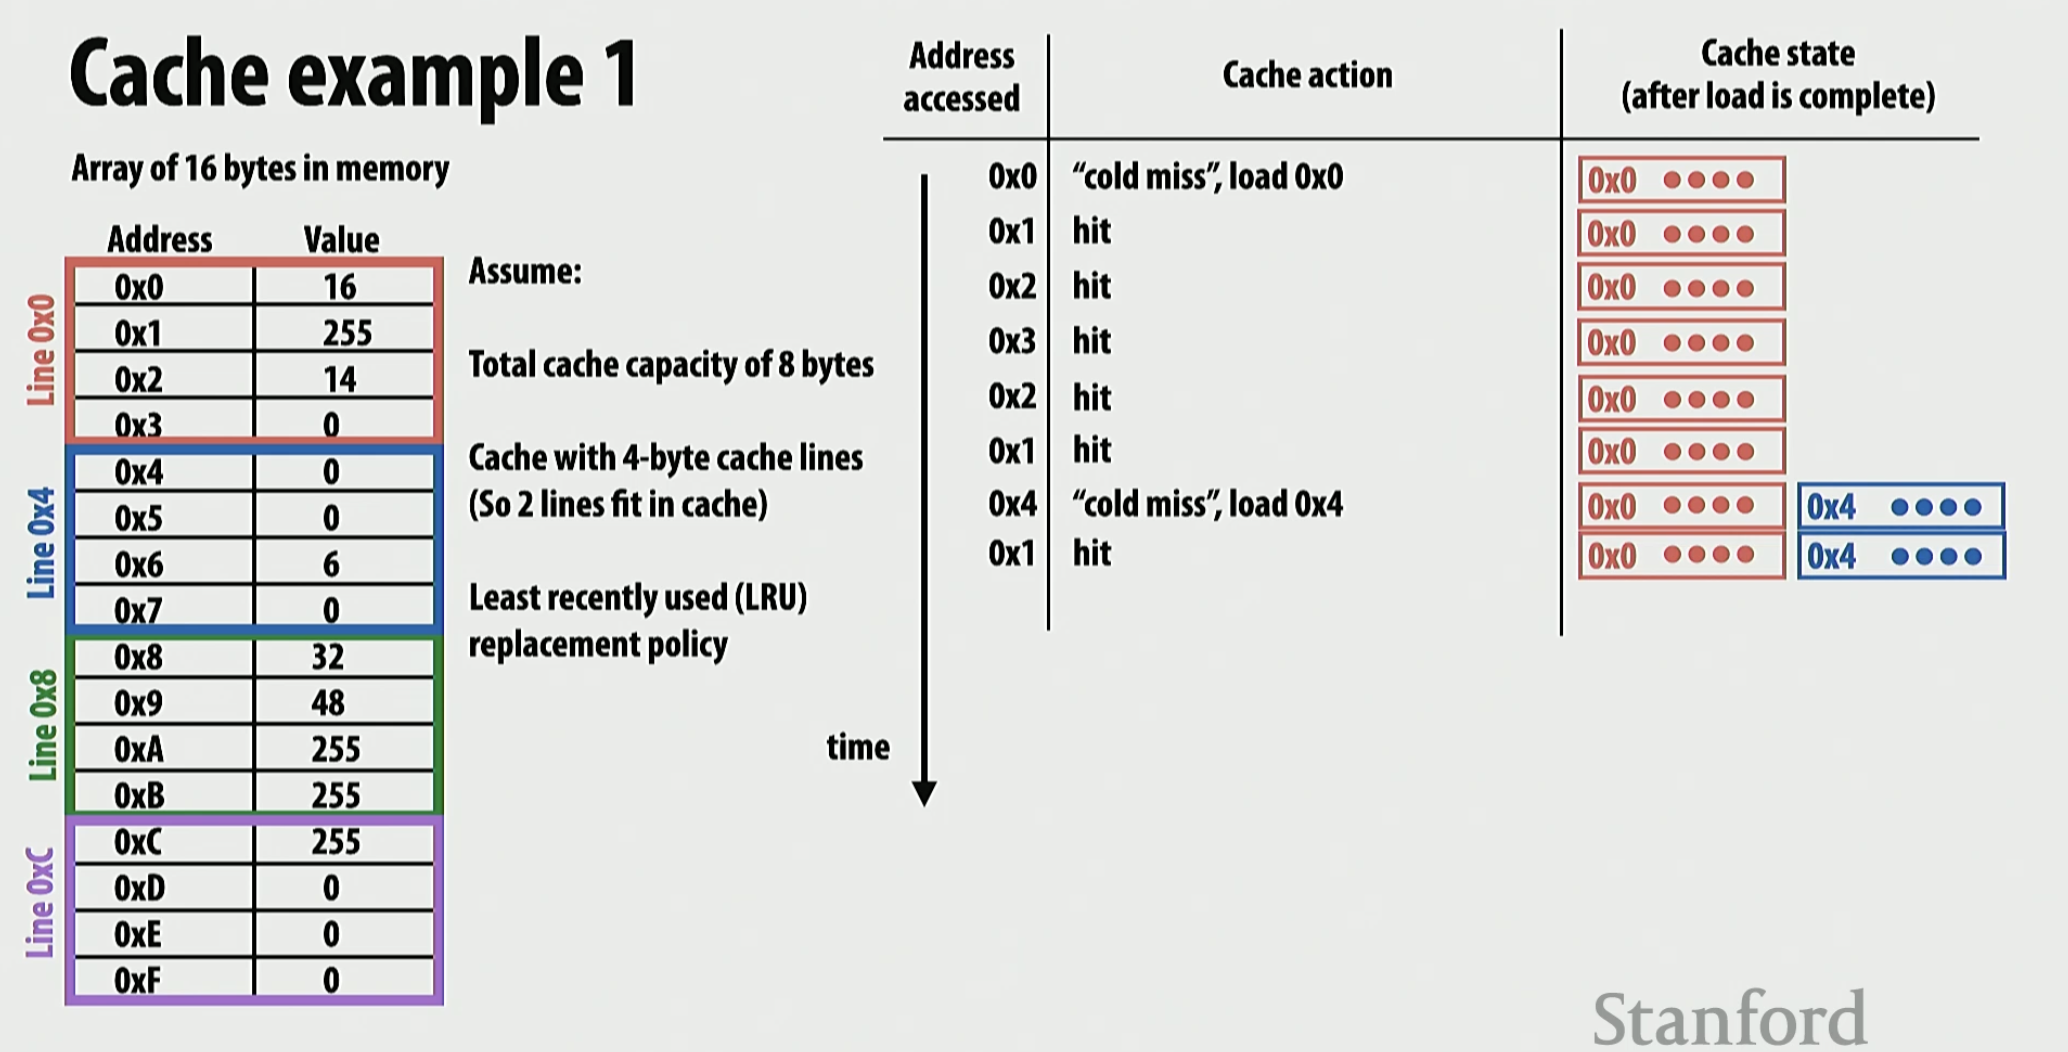 Cache example 1
Array of 16 bytes in memory
Address Value
Line 0x0
0x0 16
0x1 255
0x2 14
0x3 0
Line 0x4
0x4 0
0x5 0
0x6 6
0x7 0
Line 0x8
0x8 32
0x9 48
0xA 255
0xB 255
Line 0xC
0xC 255
0xD 0
0xE 0
0xF 0
Assume:
Total cache capacity of 8 bytes
Cache with 4-byte cache lines
(So 2 lines fit in cache)
Least recently used (LRU)
replacement policy
time
Address
accessed
Cache action
Cache state
(after load is complete)
0x0 “cold miss”, load 0x0 0x0
0x1 hit 0x0
0x2 hit 0x0
0x3 hit 0x0
0x2 hit 0x0
0x1 hit 0x0
0x4 “cold miss”, load 0x4 0x0 0x4
0x1 hit 0x0 0x4
Stanford